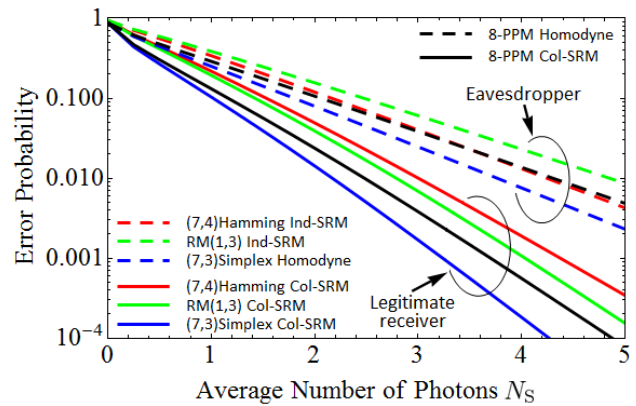 1
0.100
0.010
0.001
10-4
Error Probability
8-PPM Homodyne
8-PPM Col-SRM
Eavesdropper
(7,4)Hamming Ind-SRM
RM(1,3) Ind-SRM
(7,3)Simplex Homodyne
(7,4)Hamming Col-SRM
RM(1,3) Col-SRM
(7,3)Simplex Col-SRM
Legitimate
receiver
0 1 2 3 4 5
Average Number of Photons NS